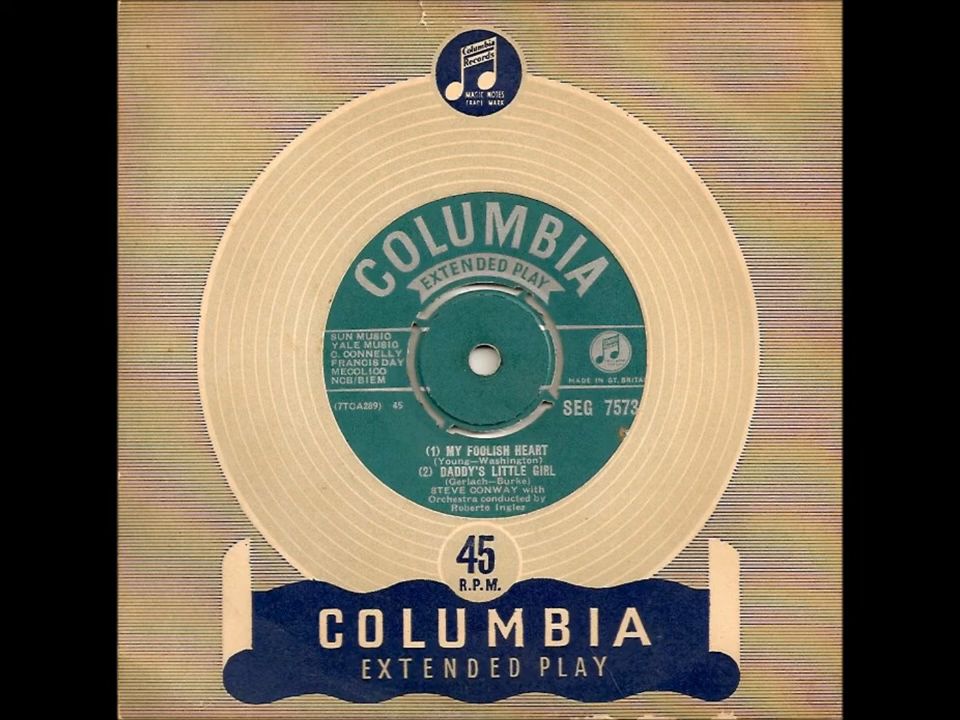 Columbia
Records
MAGIC NOTES
TRADE MARK
COLUMBIA
EXTENDED PLAY
SUN MUSIC
YALE MUSIC
C. CONNELLY
FRANCIS DAY
MECOLICO
NCB/BIEM
MADE IN GT. BRITA
(7TCA289) 45
SEG 7573
(1) MY FOOLISH HEART
(Young—Washington)
(2) DADDY'S LITTLE GIRL
(Gerlach—Burke)
STEVE CONWAY with
Orchestra conducted by
Roberto Inglez
45
R.P.M.
COLUMBIA
EXTENDED PLAY